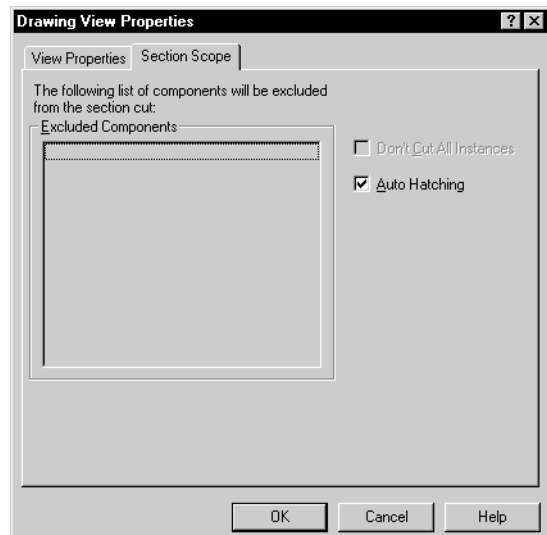 Drawing View Properties
View Properties
Section Scope
The following list of components will be excluded
from the section cut:
Excluded Components
Don't Cut All Instances
Auto Hatching
OK
Cancel
Help